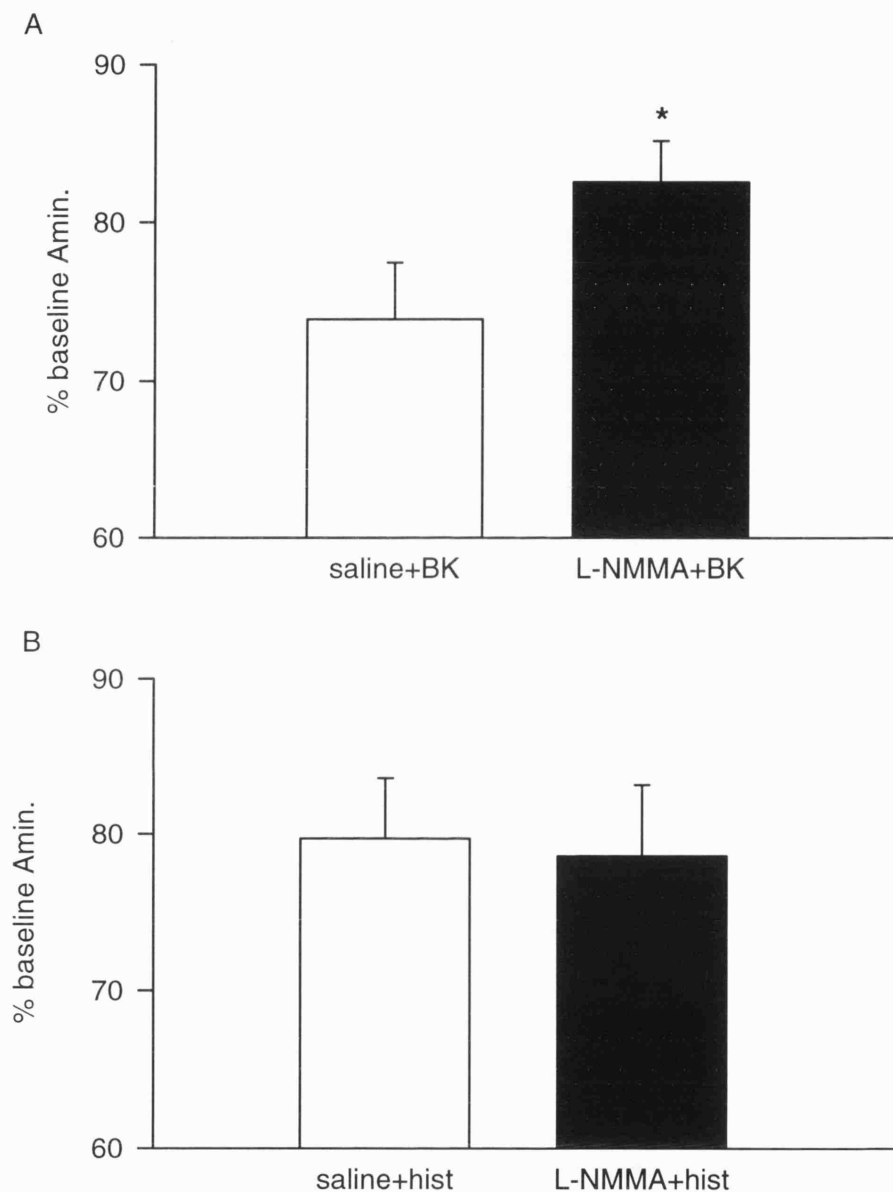 A
90
80
70
60
% baseline Amin.
*
saline+BK
L-NMMA+BK
B
90
80
70
60
% baseline Amin.
saline+hist
L-NMMA+hist